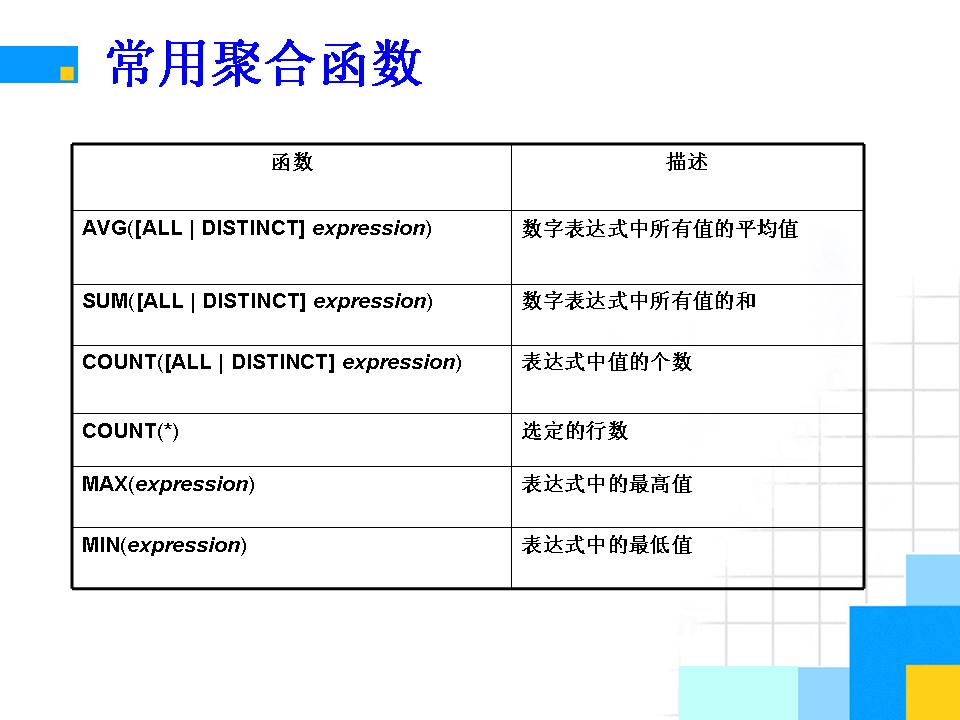 常用聚合函数
函数 描述
AVG([ALL | DISTINCT] expression) 数字表达式中所有值的平均值
SUM([ALL | DISTINCT] expression) 数字表达式中所有值的和
COUNT([ALL | DISTINCT] expression) 表达式中值的个数
COUNT(*) 选定的行数
MAX(expression) 表达式中的最高值
MIN(expression) 表达式中的最低值